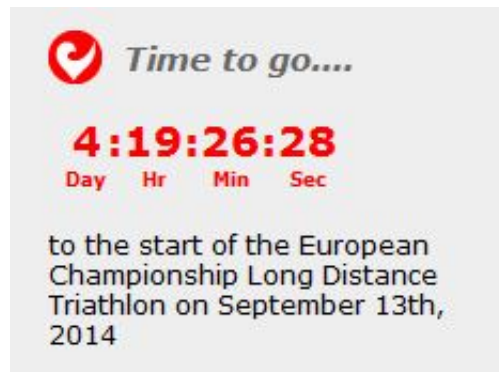 Time to go....
4:19:26:28
Day Hr Min Sec
to the start of the European
Championship Long Distance
Triathlon on September 13th,
2014